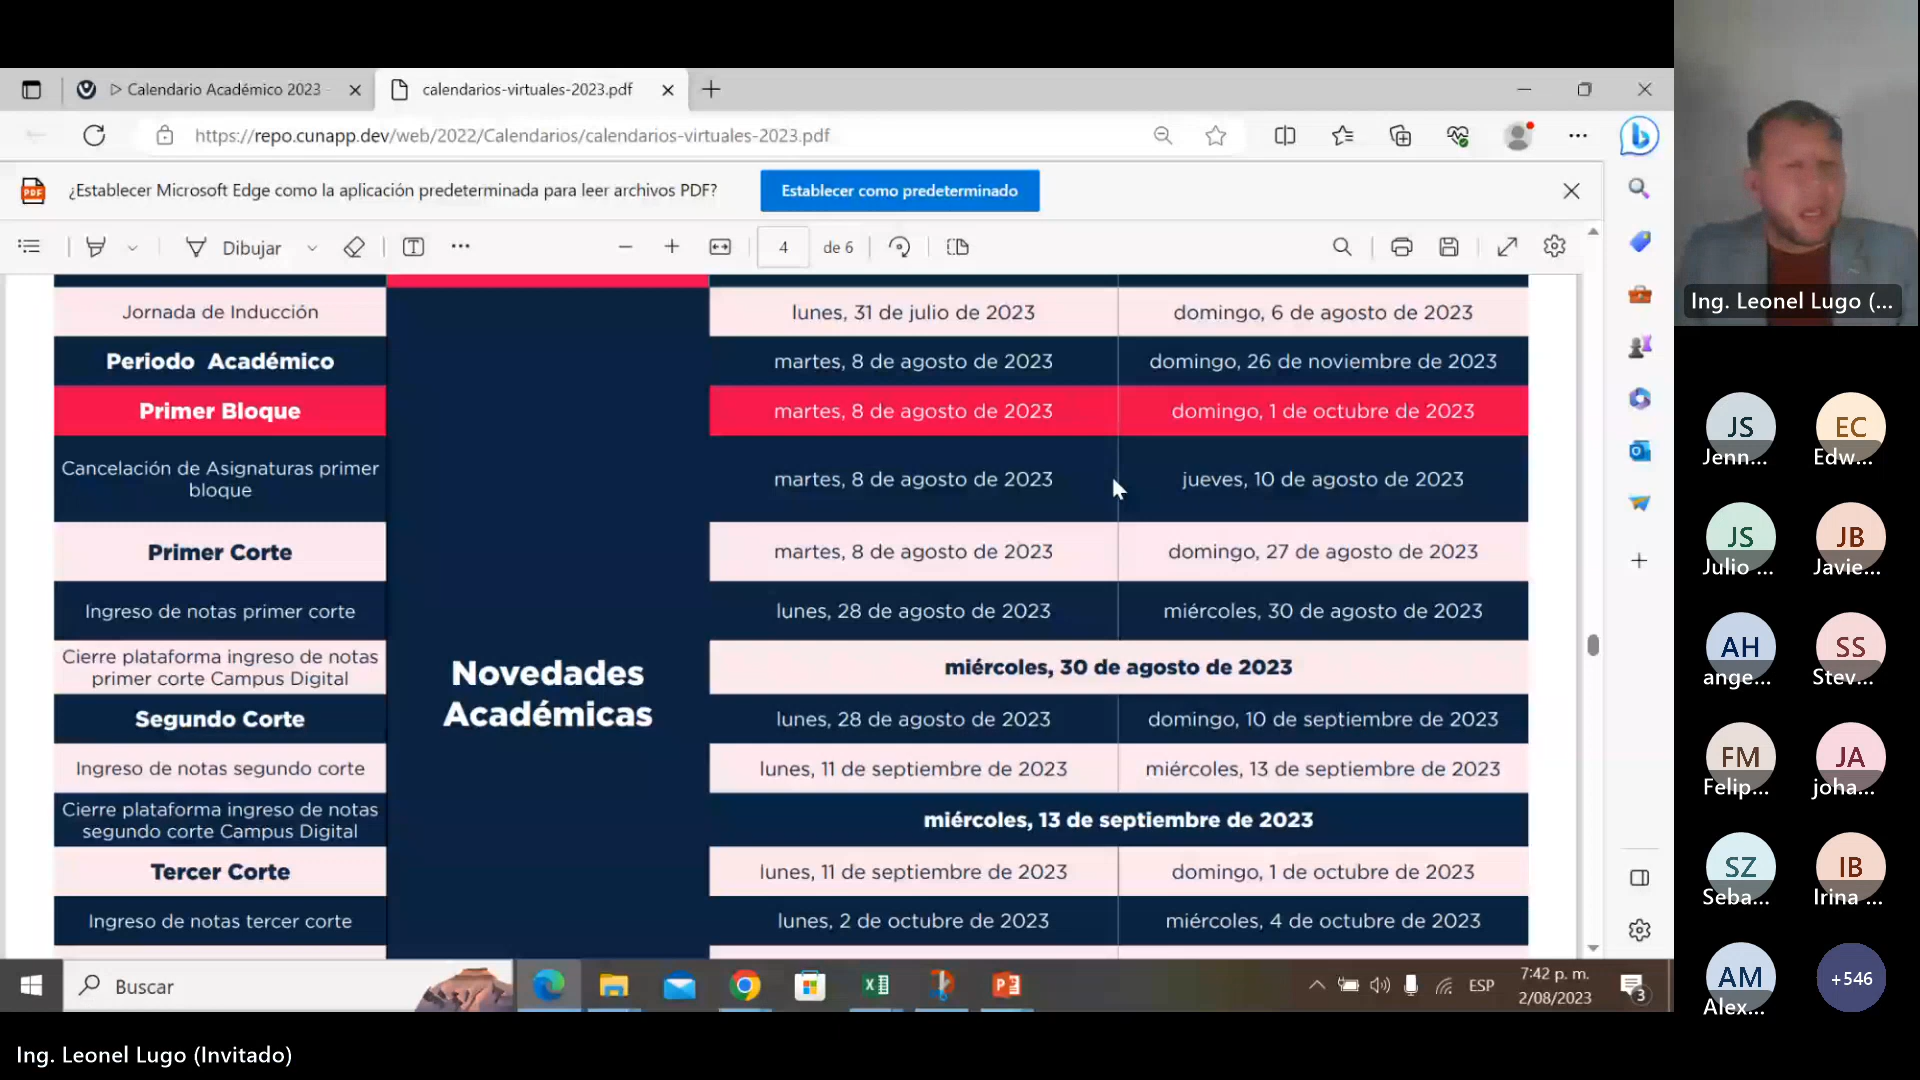 Calendario Académico 2023
calendarios-virtuales-2023.pdf
https://repo.cunapp.dev/web/2022/Calendarios/calendarios-virtuales-2023.pdf
PDF
¿Establecer Microsoft Edge como la aplicación predeterminada para leer archivos PDF?
Establecer como predeterminado
Dibujar
4
de 6
Jornada de Inducción
lunes, 31 de julio de 2023
domingo, 6 de agosto de 2023
Periodo Académico
martes, 8 de agosto de 2023
domingo, 26 de noviembre de 2023
Primer Bloque
martes, 8 de agosto de 2023
domingo, 1 de octubre de 2023
Cancelación de Asignaturas primer
bloque
martes, 8 de agosto de 2023
jueves, 10 de agosto de 2023
Primer Corte
martes, 8 de agosto de 2023
domingo, 27 de agosto de 2023
Ingreso de notas primer corte
lunes, 28 de agosto de 2023
miércoles, 30 de agosto de 2023
Cierre plataforma ingreso de notas
primer corte Campus Digital
miércoles, 30 de agosto de 2023
Novedades
Académicas
Segundo Corte
lunes, 28 de agosto de 2023
domingo, 10 de septiembre de 2023
Ingreso de notas segundo corte
lunes, 11 de septiembre de 2023
miércoles, 13 de septiembre de 2023
Cierre plataforma ingreso de notas
segundo corte Campus Digital
miércoles, 13 de septiembre de 2023
Tercer Corte
lunes, 11 de septiembre de 2023
domingo, 1 de octubre de 2023
Ingreso de notas tercer corte
lunes, 2 de octubre de 2023
miércoles, 4 de octubre de 2023
Buscar
ESP
7:42 p. m.
2/08/2023
3
Ing. Leonel Lugo (Invitado)
Ing. Leonel Lugo (...
JS
Jenn...
EC
Edw...
JS
Julio ...
JB
Javie...
AH
ange...
SS
Stev...
FM
Felip...
JA
joha...
SZ
Seba...
IB
Irina ...
AM
Alex...
+546